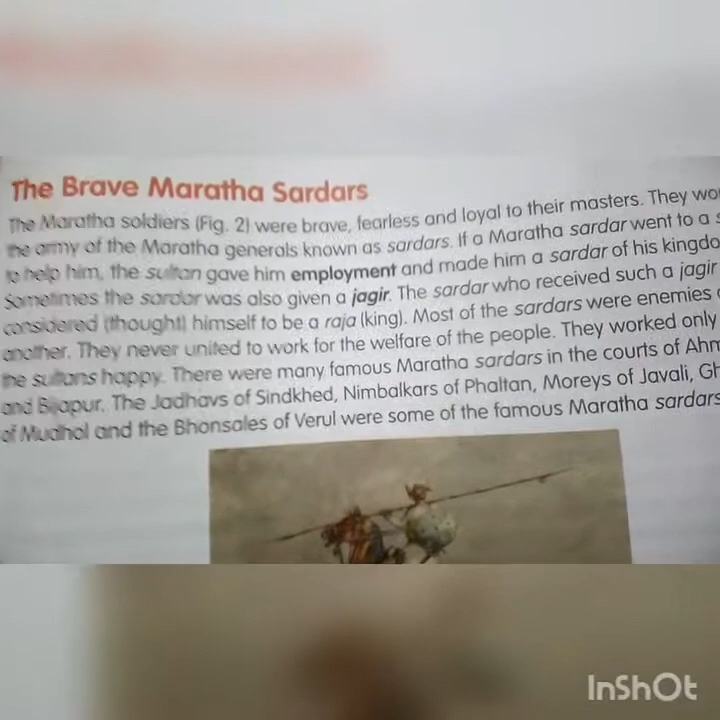 The Brave Maratha Sardars
The Maratha soldiers (Fig. 2) were brave, fearless and loyal to their masters. They
the army of the Maratha generals known as sardars. If a Maratha sardar went to a
to help him, the sultan gave him employment and made him a sardar of his
Sometimes the sardar was also given a jagir. The sardar who received such a jagir
considered (thought) himself to be a raja (king). Most of the sardars were enemies
another. They never united to work for the welfare of the people. They worked only
the sultans happy. There were many famous Maratha sardars in the courts of
and Bijapur. The Jadhavs of Sindkhed, Nimbalkars of Phaltan, Moreys of Javali,
of Mudhol and the Bhonsales of Verul were some of the famous Maratha sardars
InShOt